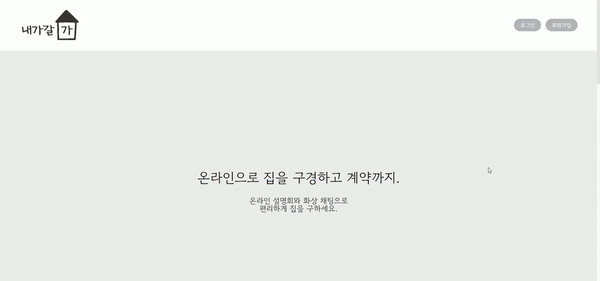 내가갈 가
로그인
회원가입
온라인으로 집을 구경하고 계약까지.
온라인 설명회와 화상 채팅으로
편리하게 집을 구하세요.